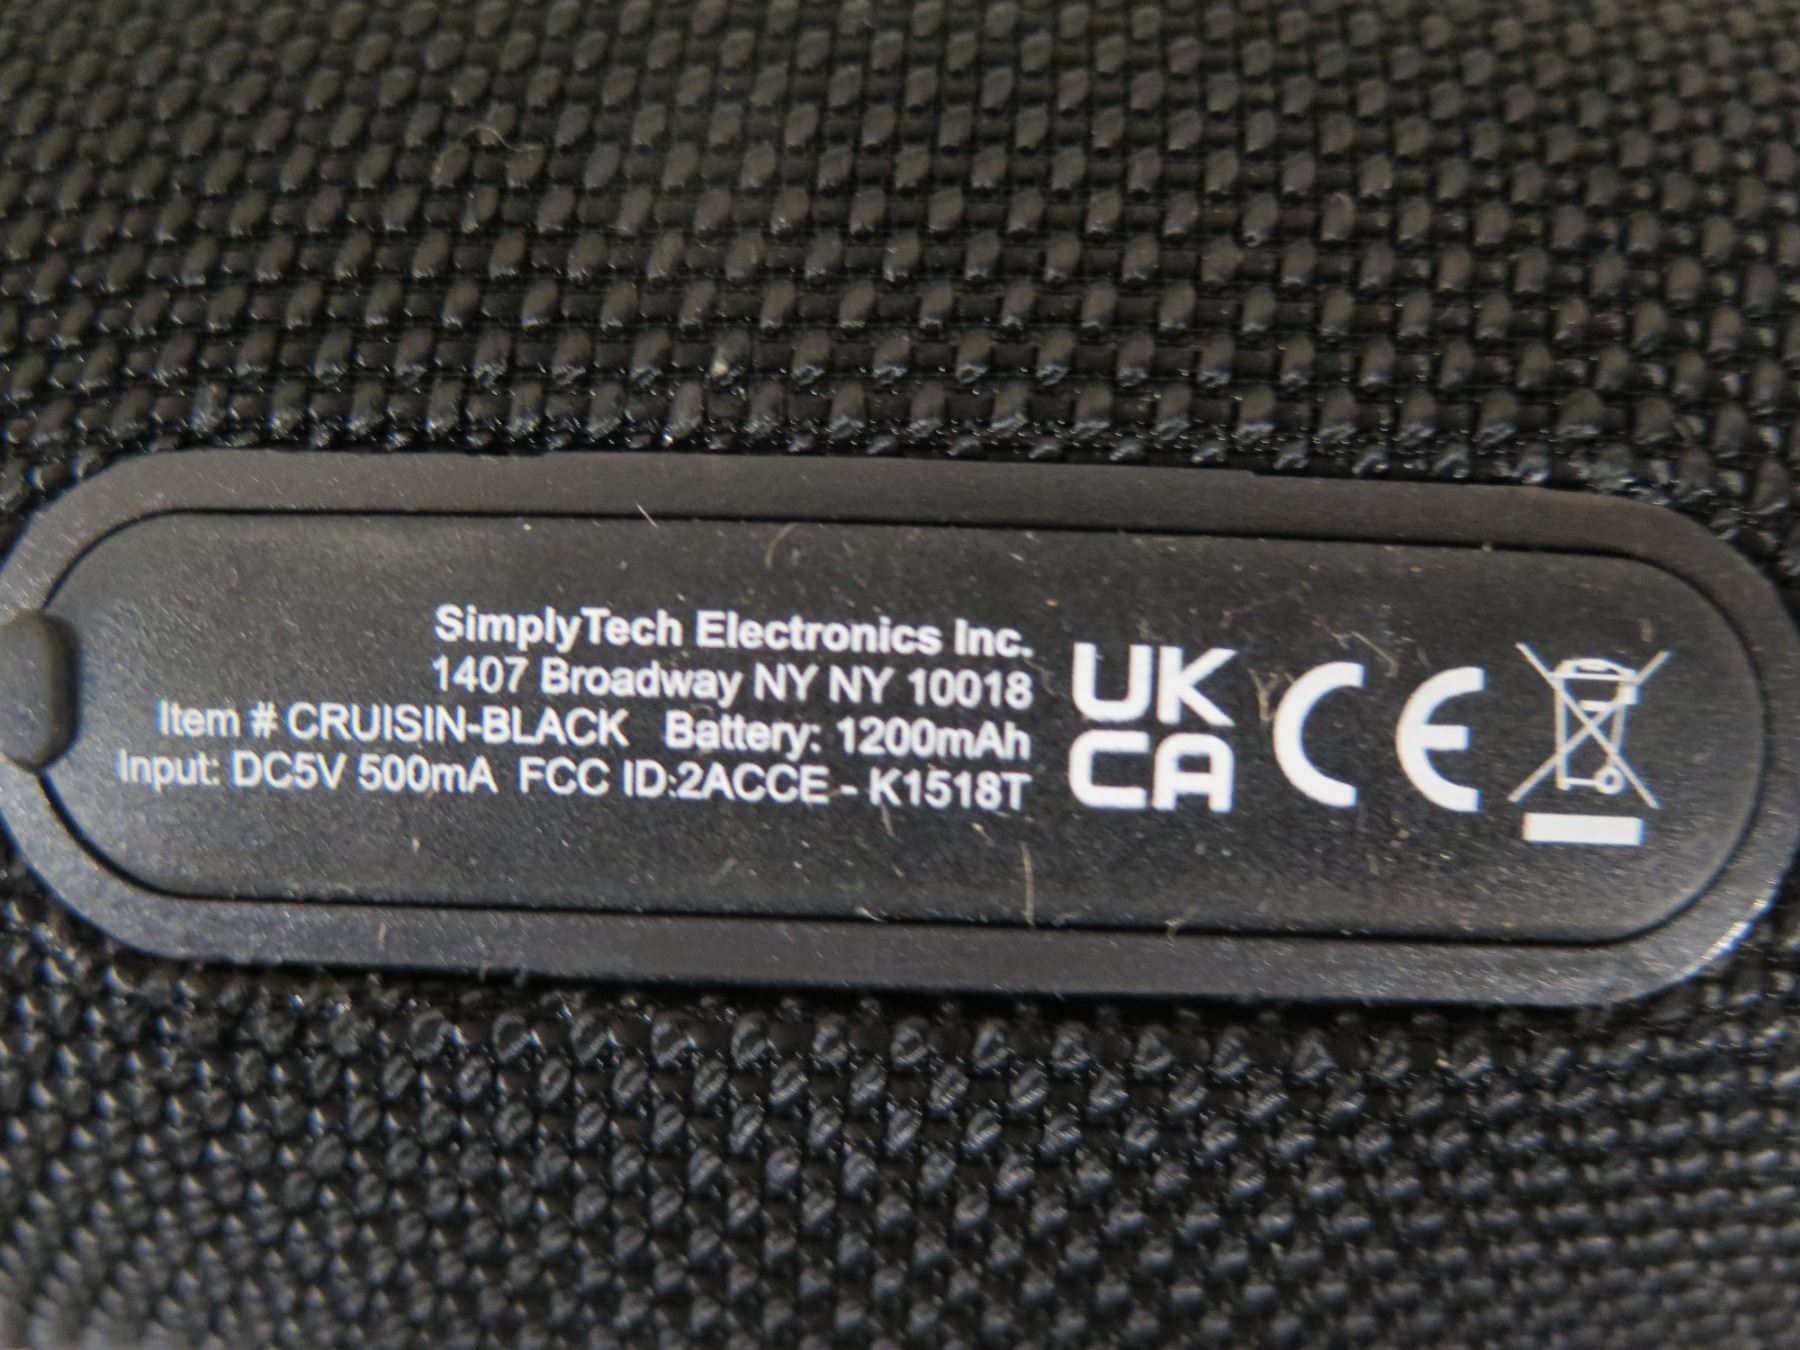 SimplyTech Electronics Inc.
1407 Broadway NY NY 10018
Item # CRUISIN-BLACK Battery: 1200mAh
Input: DC5V 500mA FCC ID:2ACCE - K1518T
UK
CA
CE